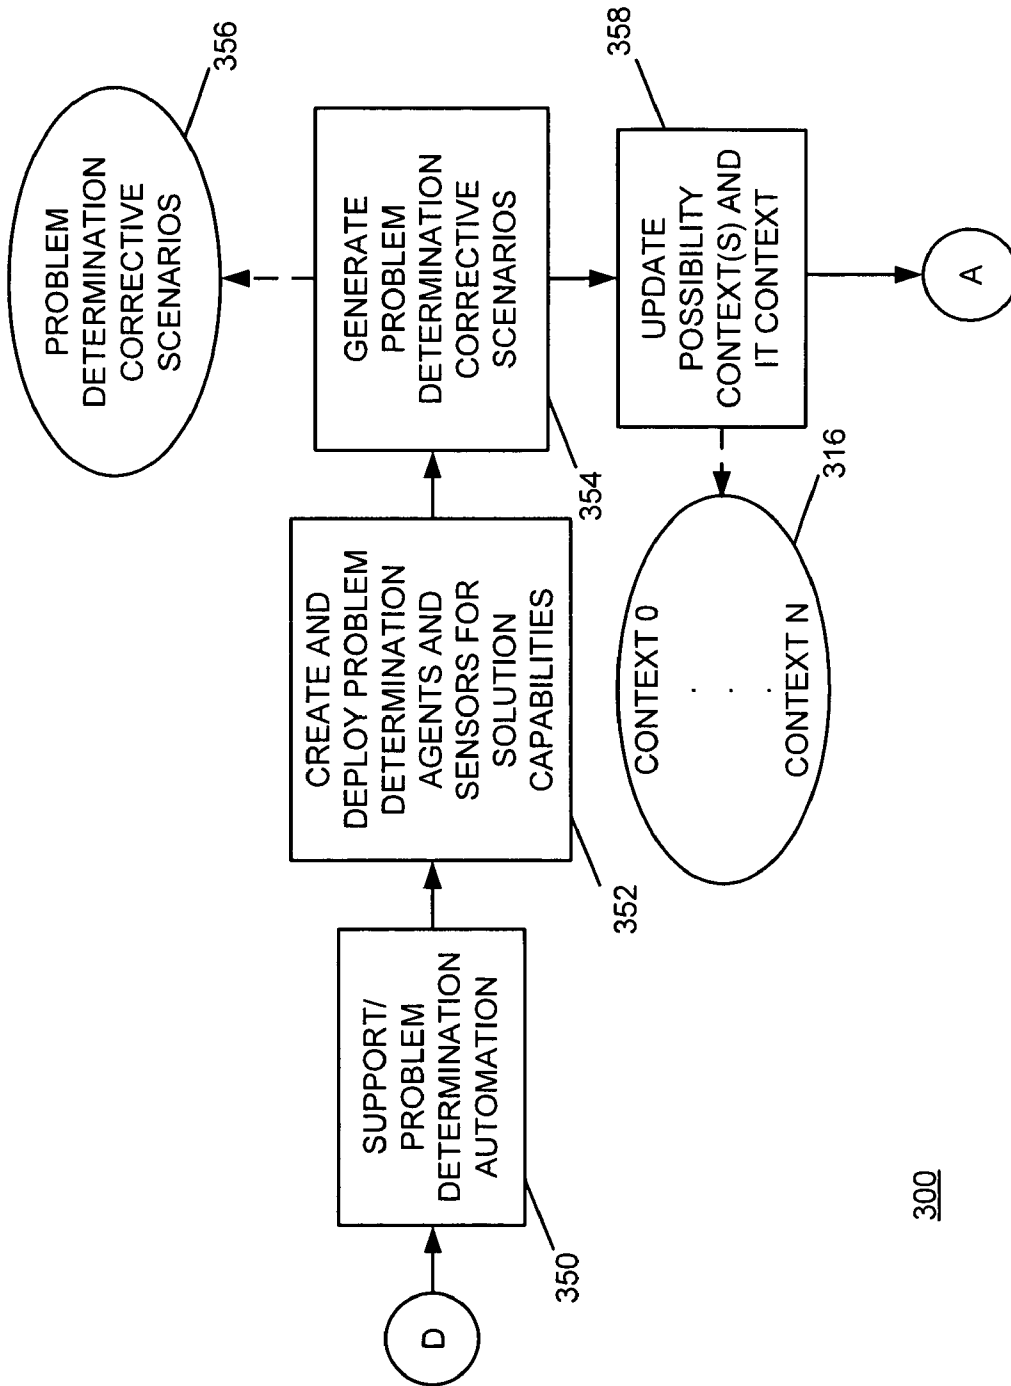 D
SUPPORT/
PROBLEM
DETERMINATION
AUTOMATION
350
CREATE AND
DEPLOY PROBLEM
DETERMINATION
AGENTS AND
SENSORS FOR
SOLUTION
CAPABILITIES
352
GENERATE
PROBLEM
DETERMINATION
CORRECTIVE
SCENARIOS
354
PROBLEM
DETERMINATION
CORRECTIVE
SCENARIOS
356
UPDATE
POSSIBILITY
CONTEXT(S) AND
IT CONTEXT
358
CONTEXT 0
.
.
.
CONTEXT N
316
A
300